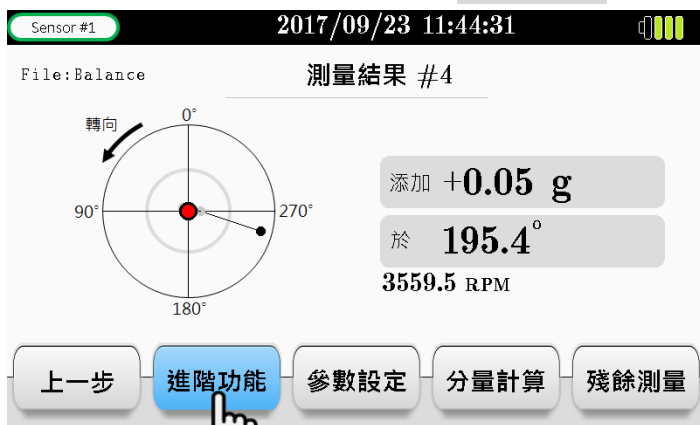 Sensor #1
2017/09/23 11:44:31
File:Balance
測量結果 #4
轉向
0°
90°
270°
180°
添加 +0.05 g
於 195.4°
3559.5 RPM
上一步
進階功能
參數設定
分量計算
殘餘測量